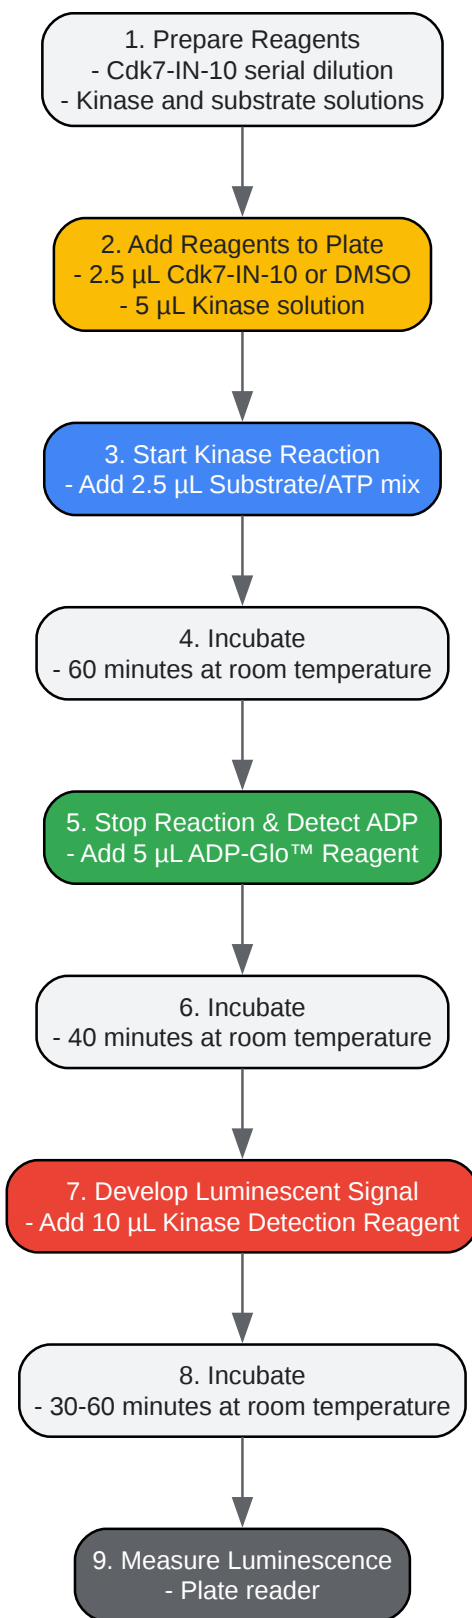 1. Prepare Reagents
- Cdk7-IN-10 serial dilution
- Kinase and substrate solutions
2. Add Reagents to Plate
- 2.5 µL Cdk7-IN-10 or DMSO
- 5 µL Kinase solution
3. Start Kinase Reaction
- Add 2.5 µL Substrate/ATP mix
4. Incubate
- 60 minutes at room temperature
5. Stop Reaction & Detect ADP
- Add 5 µL ADP-Glo™ Reagent
6. Incubate
- 40 minutes at room temperature
7. Develop Luminescent Signal
- Add 10 µL Kinase Detection Reagent
8. Incubate
- 30-60 minutes at room temperature
9. Measure Luminescence
- Plate reader